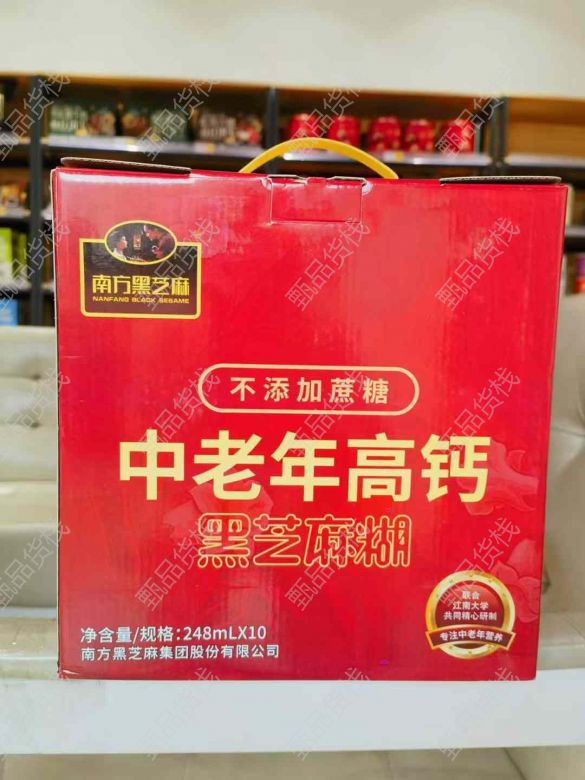 南方黑芝麻
NANFANG BLACK SESAME
不添加蔗糖
中老年高钙
黑芝麻糊
联合
江南大学
共同精心研制
专注中老年营养
净含量/规格:248mLX10
南方黑芝麻集团股份有限公司
甄品货栈